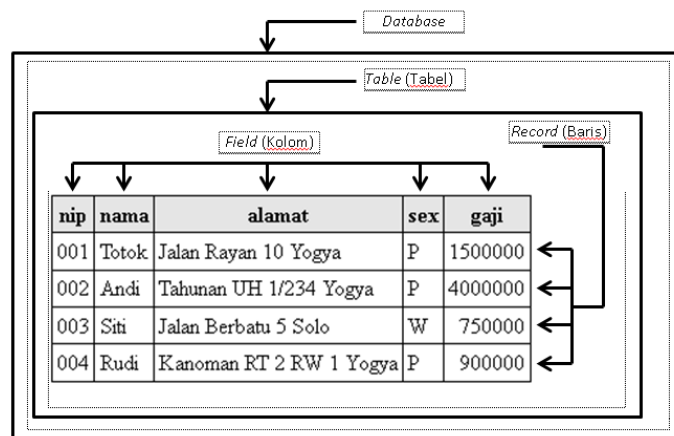 Database
Table (Tabel)
Record (Baris)
Field (Kolom)
nip nama alamat sex gaji
001 Totok Jalan Rayan 10 Yogya P 1500000
002 Andi Tahunan UH 1/234 Yogya P 4000000
003 Siti Jalan Berbatu 5 Solo W 750000
004 Rudi Kanoman RT 2 RW 1 Yogya P 900000